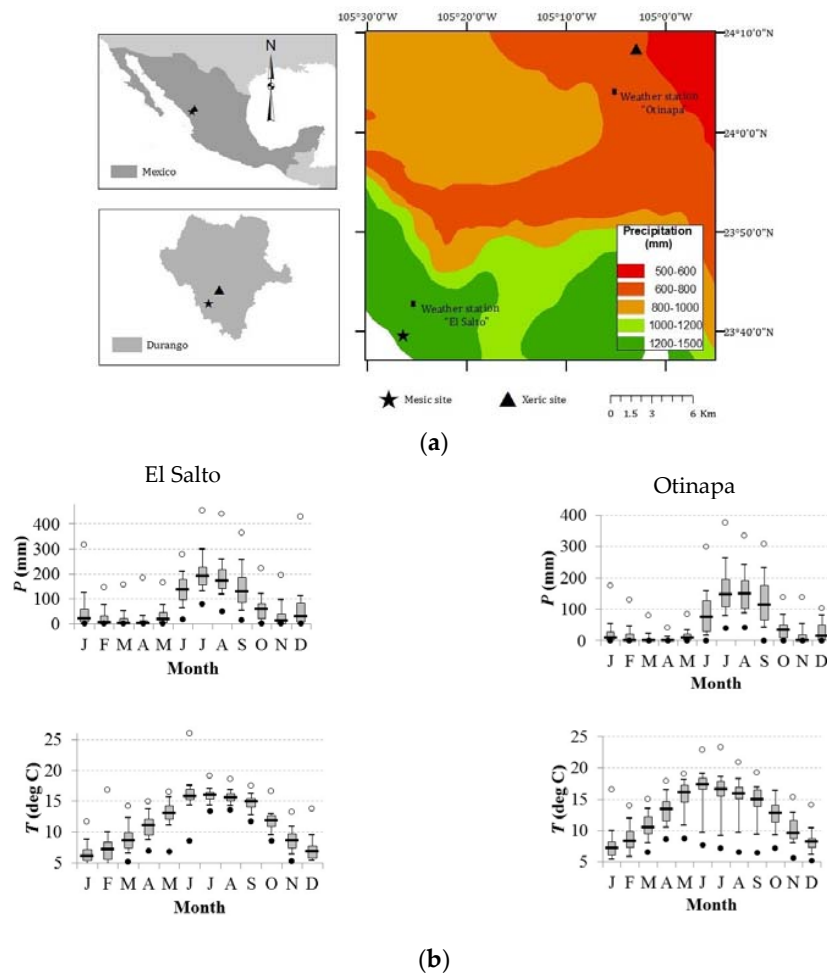 105°30'0"W 105°20'0"W 105°10'0"W 105°0'0"W
N
24°10'0"N
Weather station
"Otinapa
24°0'0"N
Mexico
23°50'0"N
Precipitation
(mm)
500-600
600-800
800-1000
1000-1200
1200-1500
Weather station
"El Salto"
23°40'0"N
Durango
Mesic site
Xeric site
0 1.5 3 6 Km
(a)
El Salto
P (mm)
400
300
200
100
0
J F M A M J J A S O N D
Month
Otinapa
P (mm)
400
300
200
100
0
J F M A M J J A S O N D
Month
T (deg C)
25
20
15
10
5
J F M A M J J A S O N D
Month
T (deg C)
25
20
15
10
5
J F M A M J J A S O N D
Month
(b)